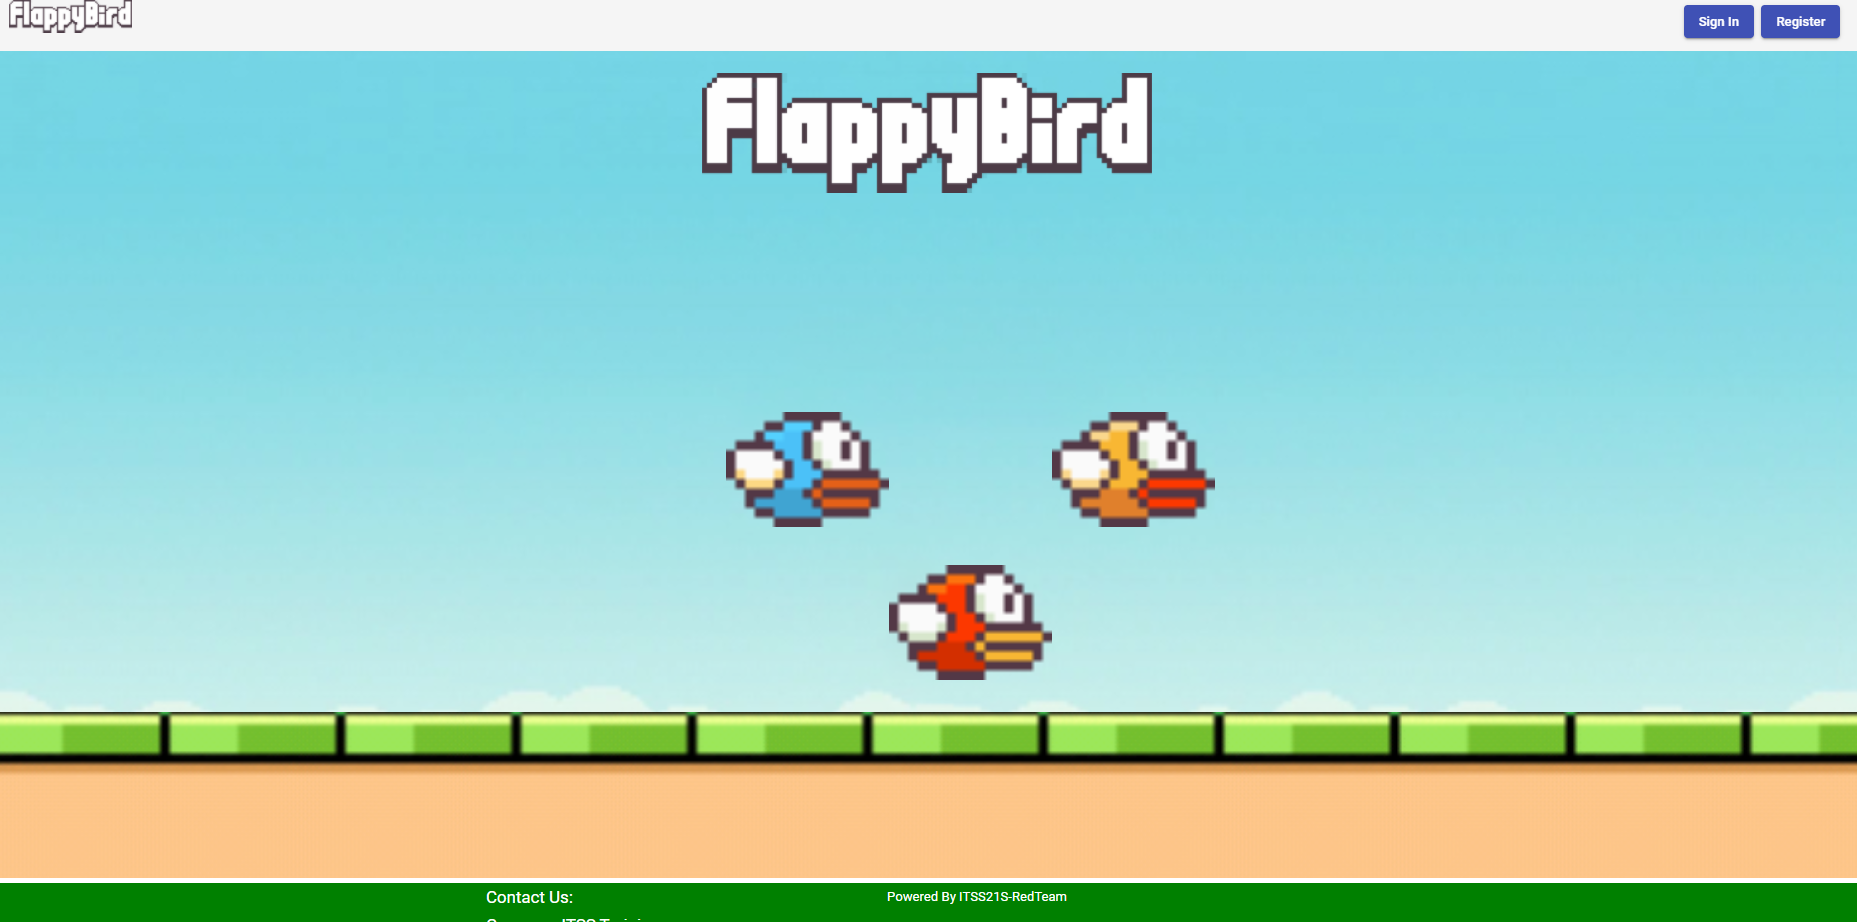 FlappyBird
Sign In
Register
FlappyBird
Contact Us:
Powered By ITSS21S-RedTeam